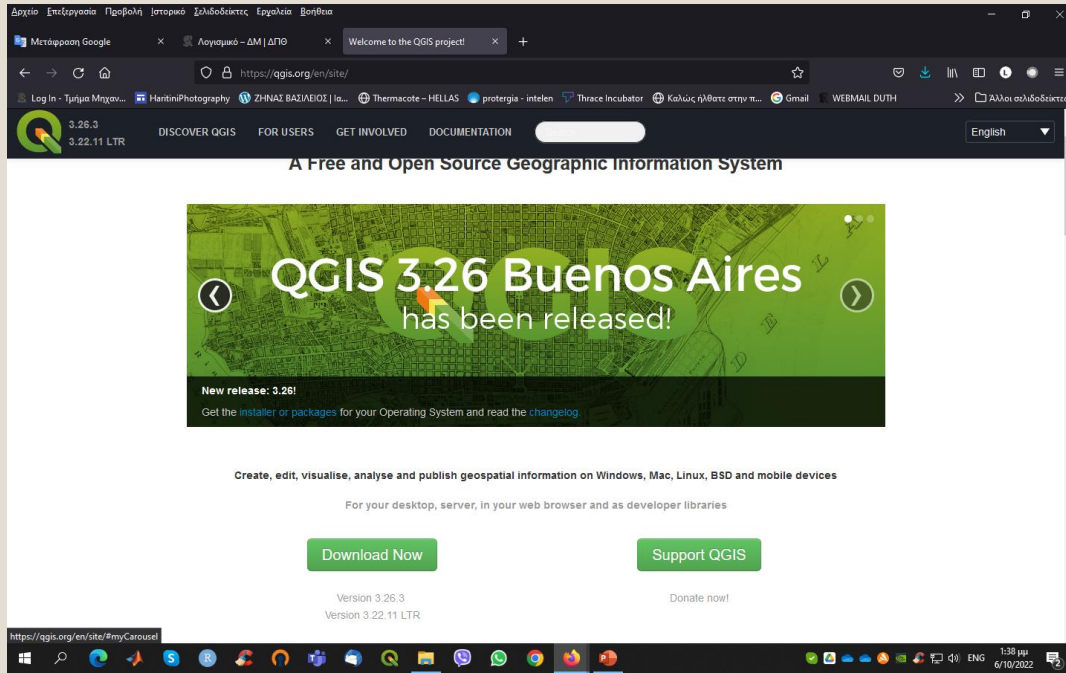 Αρχείο Επεξεργασία Προβολή Ιστορικό Σελιδοδείκτες Εργαλεία Βοήθεια
Μετάφραση Google
Λογισμικό – ΔΜ | ΔΠΘ
Welcome to the QGIS project!
https://qgis.org/en/site/
Log In - Τμήμα Μηχαν...
HaritiniPhotography
ΖΗΝΑΣ ΒΑΣΙΛΕΙΟΣ | Ια...
Thermacote – HELLAS
protergia - intelen
Thrace Incubator
Καλώς ήλθατε στην π...
Gmail
WEBMAIL DUTH
Άλλοι σελιδοδείκτες
3.26.3
3.22.11 LTR
DISCOVER QGIS
FOR USERS
GET INVOLVED
DOCUMENTATION
English
A Free and Open Source Geographic Information System
QGIS 3.26 Buenos Aires
has been released!
New release: 3.26!
Get the installer or packages for your Operating System and read the changelog.
Create, edit, visualise, analyse and publish geospatial information on Windows, Mac, Linux, BSD and mobile devices
For your desktop, server, in your web browser and as developer libraries
Download Now
Support QGIS
Version 3.26.3
Donate now!
Version 3.22.11 LTR
https://qgis.org/en/site/#myCarousel
ENG
1:38 μμ
6/10/2022